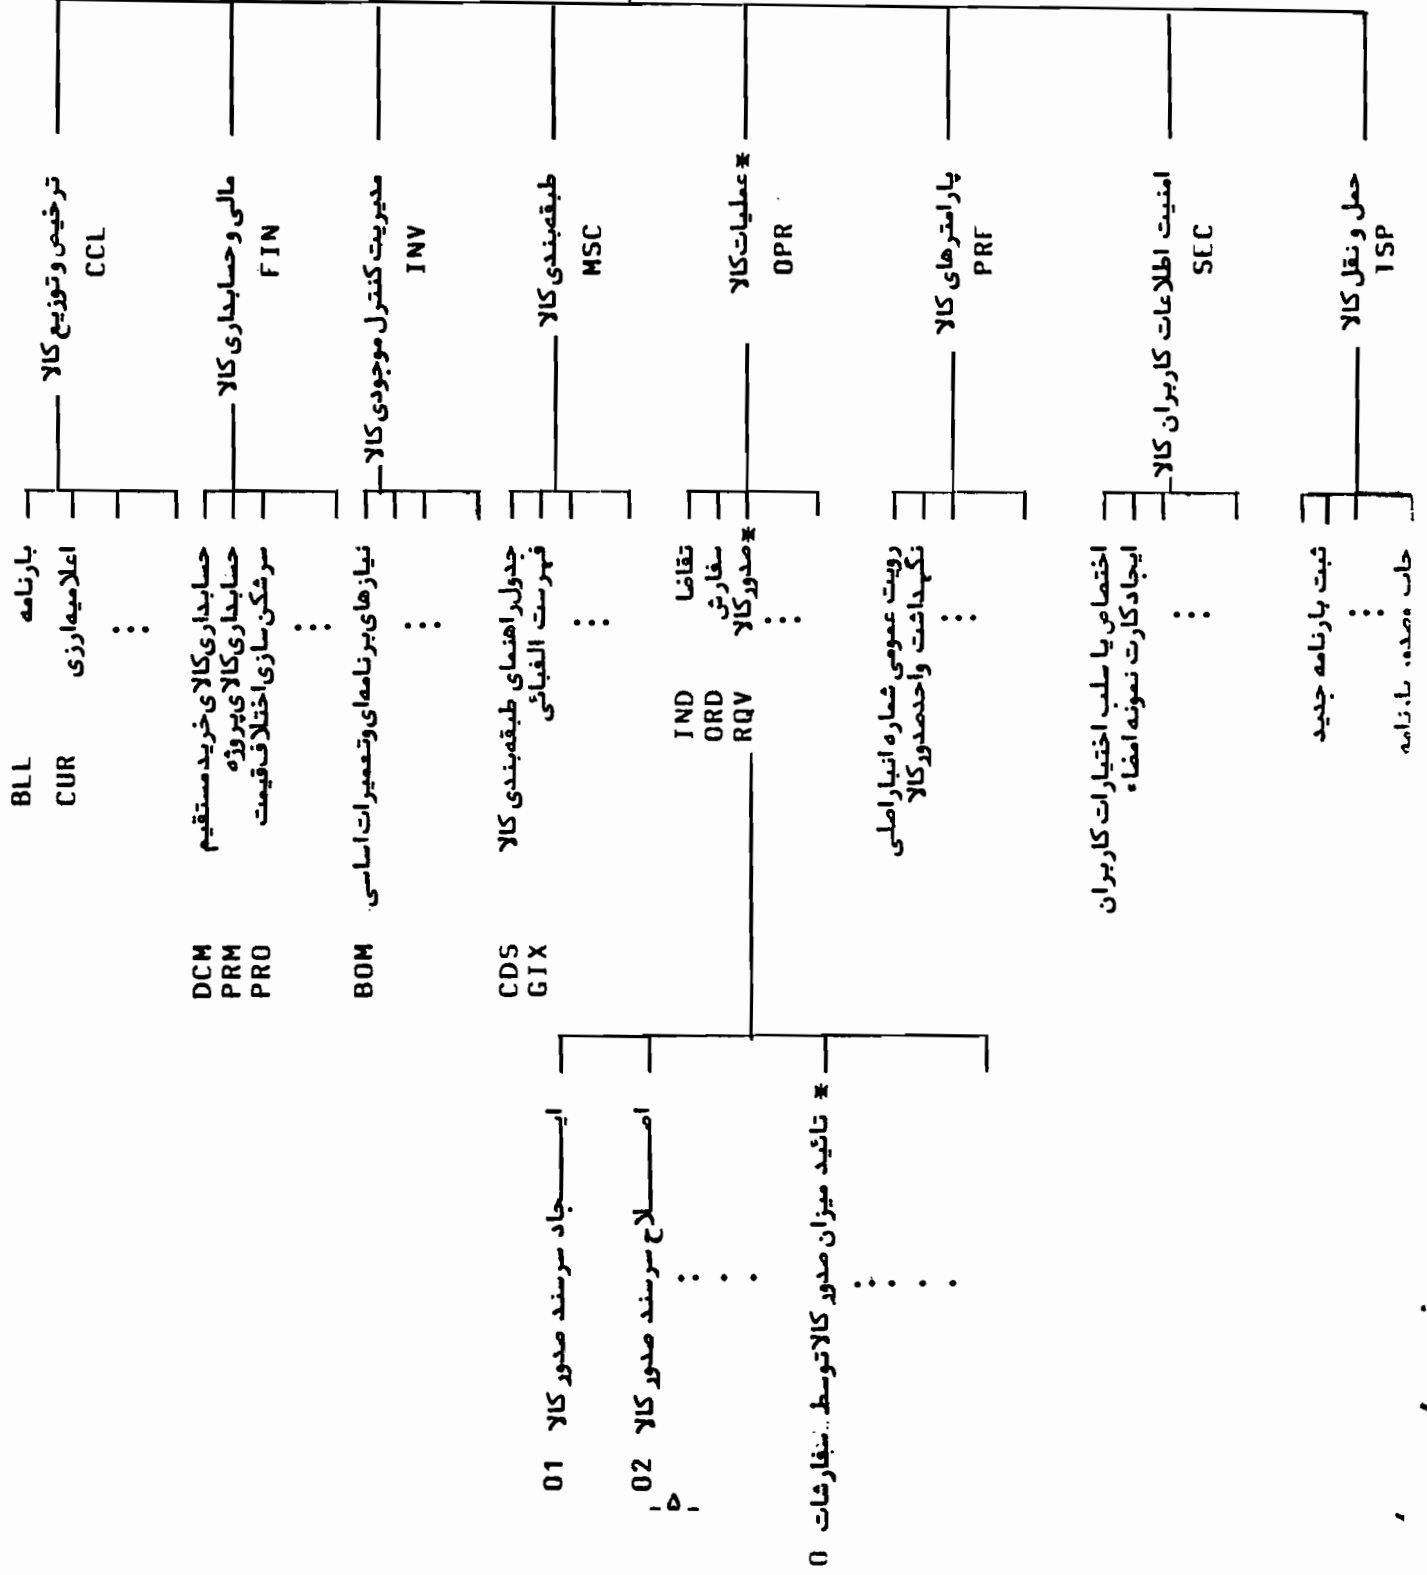 ترخیص و توزیع کالا
CCL
بارنامه BLL
اعلامیه ارزی CUR
مالی و حسابداری کالا
FIN
حسابداری کالای خرید مستقیم DCM
حسابداری کالای پروژه PRM
سرشکن سازی اختلاف قیمت PRO
مدیریت کنترل موجودی کالا
INV
نیازهای برنامه ای و تعمیرات اساسی BOM
طبقه بندی کالا
MSC
جدول راهنمای طبقه بندی کالا CDS
فهرست الفبائی GIX
*عملیات کالا
OPR
تقاضا IND
سفارش ORD
*صدور کالا RQV
01 ایجاد سرسند صدور کالا
02 اصلاح سرسند صدور کالا
0 تائید میزان صدور کالا توسط سفارشات *
پارامترهای کالا
PRF
رویت عمومی شماره انبار اصلی
نگهداشت واحد صدور کالا
امنیت اطلاعات کاربران کالا
SEC
اختصاص یا سلب اختیارات کاربران
ایجاد کارت نمونه امضاء
حمل و نقل کالا
TSP
ثبت بارنامه جدید
بارنامه
-۵-